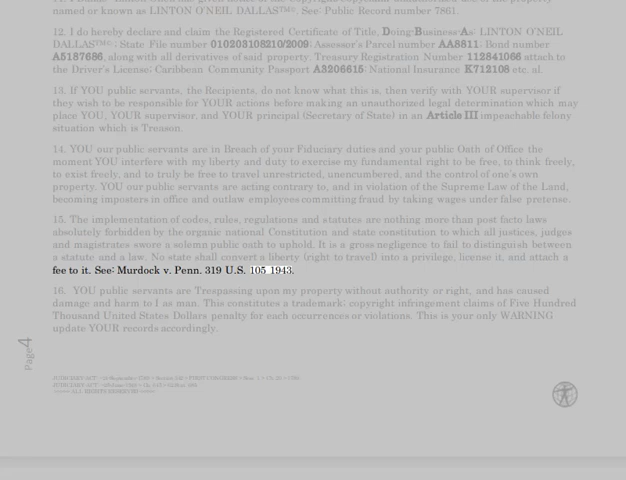 named or known as LINTON O'NEIL DALLAS™©. See: Public Record number 7861.
12. I do hereby declare and claim the Registered Certificate of Title, Doing-Business-As: LINTON O'NEIL
DALLAS™©; State File number 010203108210/2009; Assessor's Parcel number AA8811; Bond number
A5187686, along with all derivatives of said property. Treasury Registration Number 112841066 attach to
the Driver's License; Caribbean Community Passport A3206615; National Insurance K712108 etc. al.
13. If YOU public servants, the Recipients, do not know what this is, then verify with YOUR supervisor if
they wish to be responsible for YOUR actions before making an unauthorized legal determination which may
place YOU, YOUR supervisor, and YOUR principal (Secretary of State) in an Article III impeachable felony
situation which is Treason.
14. YOU our public servants are in Breach of your Fiduciary duties and your public Oath of Office the
moment YOU interfere with my liberty and duty to exercise my fundamental right to be free, to think freely,
to exist freely, and to truly be free to travel unrestricted, unencumbered, and the control of one's own
property. YOU our public servants are acting contrary to, and in violation of the Supreme Law of the Land,
becoming imposters in office and outlaw employees committing fraud by taking wages under false pretense.
15. The implementation of codes, rules, regulations and statutes are nothing more than post facto laws
absolutely forbidden by the organic national Constitution and state constitution to which all justices, judges
and magistrates swore a solemn public oath to uphold. It is a gross negligence to fail to distinguish between
a statute and a law. No state shall convert a liberty (right to travel) into a privilege, license it, and attach a
fee to it. See: Murdock v. Penn. 319 U.S. 105 1943.
16. YOU public servants are Trespassing upon my property without authority or right, and has caused
damage and harm to I as man. This constitutes a trademark; copyright infringement claims of Five Hundred
Thousand United States Dollars penalty for each occurrences or violations. This is your only WARNING
update YOUR records accordingly.
Page4